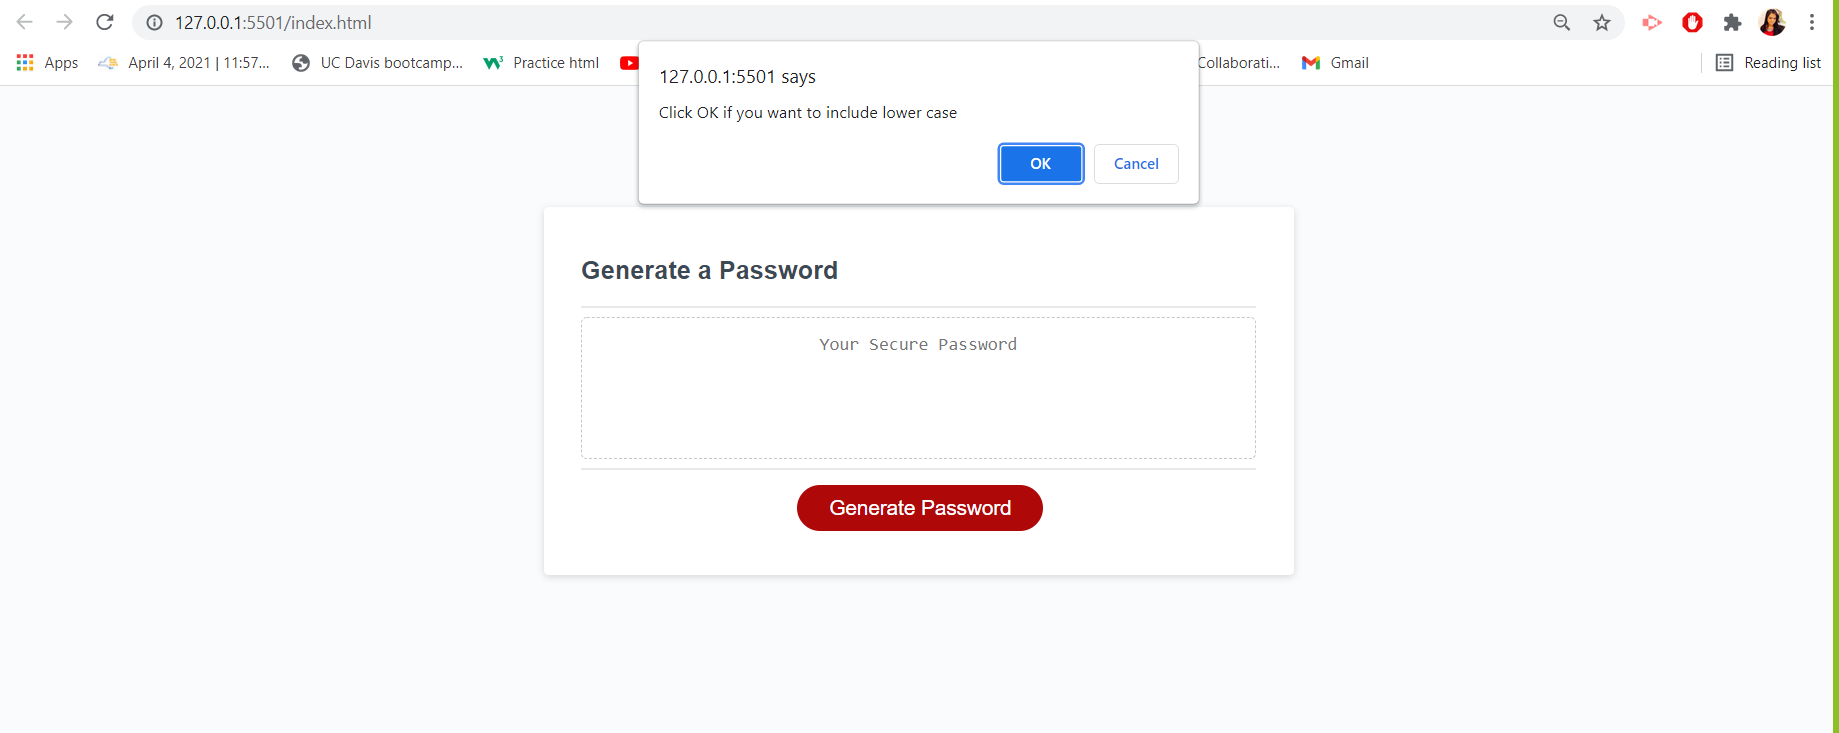 127.0.0.1:5501/index.html
Apps April 4, 2021 | 11:57... UC Davis bootcamp... Practice html Collaborati... Gmail Reading list
127.0.0.1:5501 says
Click OK if you want to include lower case
OK Cancel
Generate a Password
Your Secure Password
Generate Password